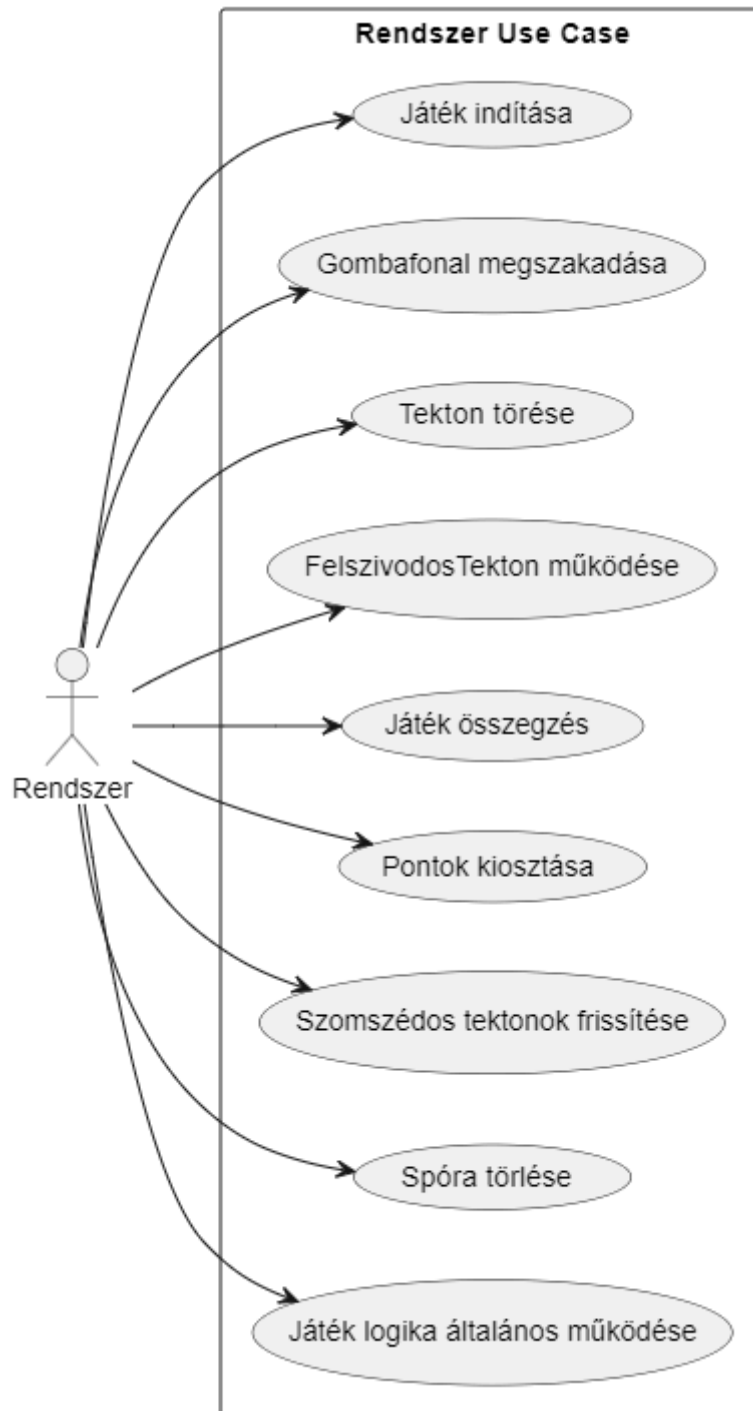 Rendszer Use Case
Játék indítása
Gombafonal megszakadása
Tekton törése
FelszivodosTekton működése
Játék összegzés
Rendszer
Pontok kiosztása
Szomszédos tektonok frissítése
Spóra törlése
Játék logika általános működése